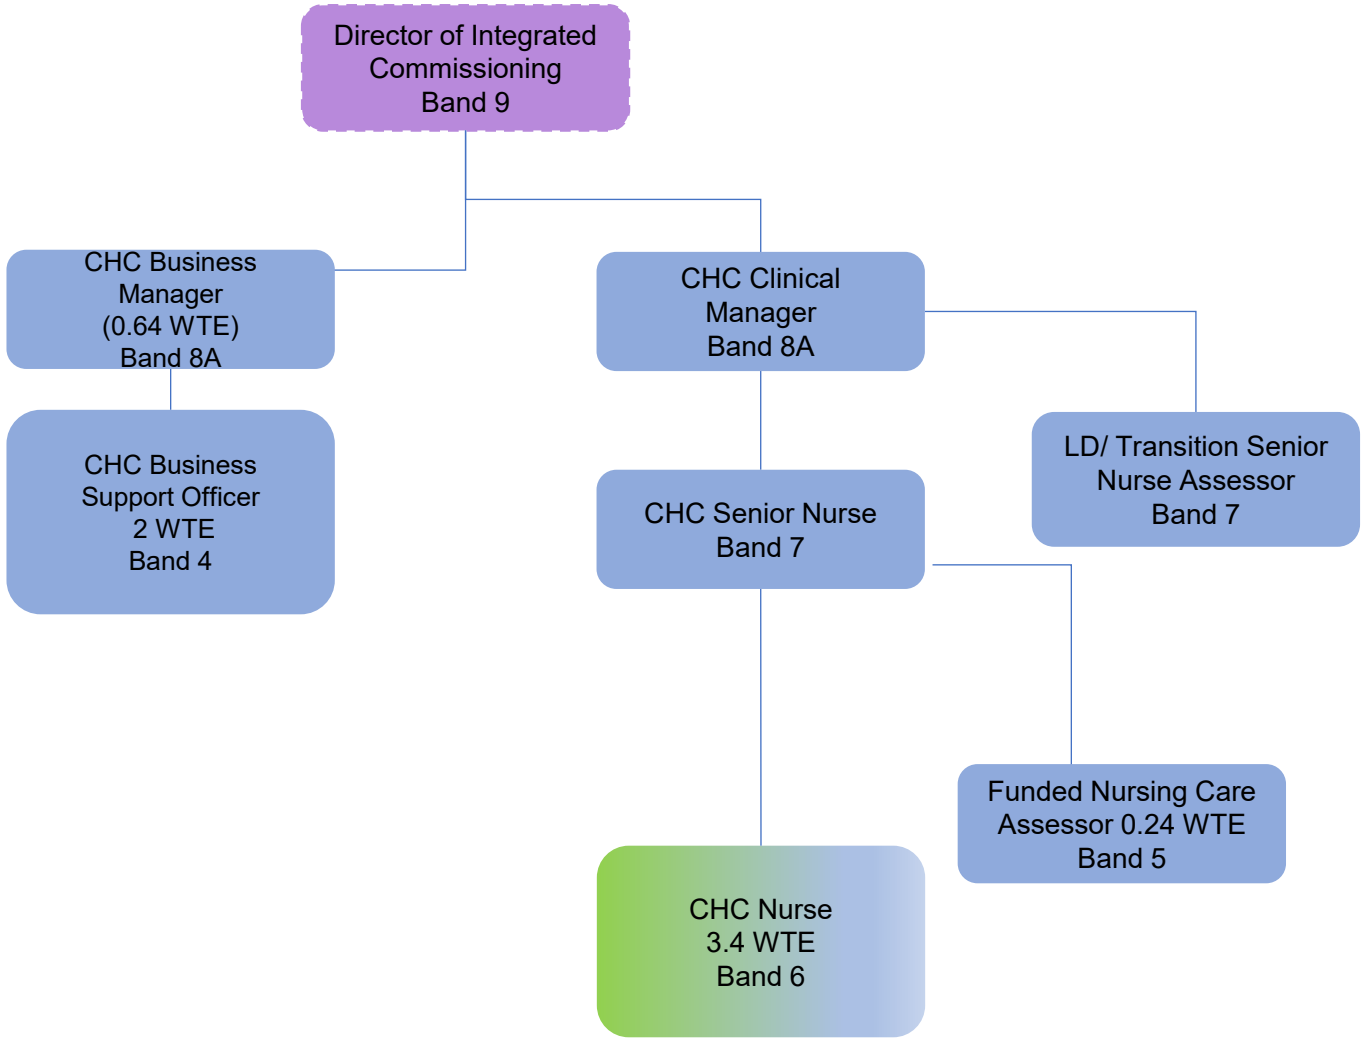 Director of Integrated
Commissioning
Band 9
CHC Business
Manager
(0.64 WTE)
Band 8A
CHC Clinical
Manager
Band 8A
CHC Business
Support Officer
2 WTE
Band 4
CHC Senior Nurse
Band 7
LD/ Transition Senior
Nurse Assessor
Band 7
Funded Nursing Care
Assessor 0.24 WTE
Band 5
CHC Nurse
3.4 WTE
Band 6